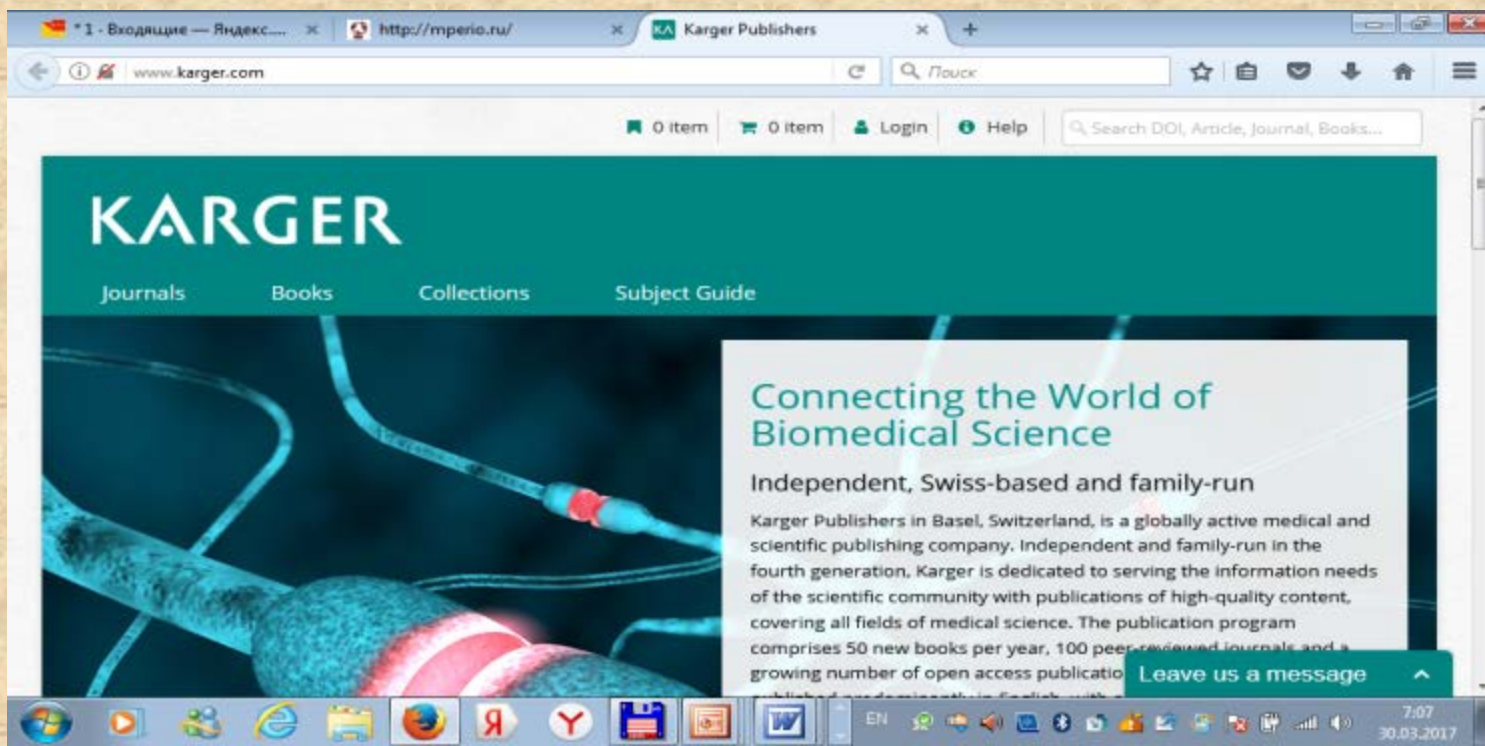 * 1 - Входящие — Яндекс....
http://mperio.ru/
Karger Publishers
www.karger.com
Поиск
0 item
0 item
Login
Help
Search DOI, Article, Journal, Books...
KARGER
Journals
Books
Collections
Subject Guide
Connecting the World of
Biomedical Science
Independent, Swiss-based and family-run
Karger Publishers in Basel, Switzerland, is a globally active medical and
scientific publishing company. Independent and family-run in the
fourth generation, Karger is dedicated to serving the information needs
of the scientific community with publications of high-quality content,
covering all fields of medical science. The publication program
comprises 50 new books per year, 100 peer-reviewed journals and a
growing number of open access publicatio
Leave us a message
EN
7:07
30.03.2017